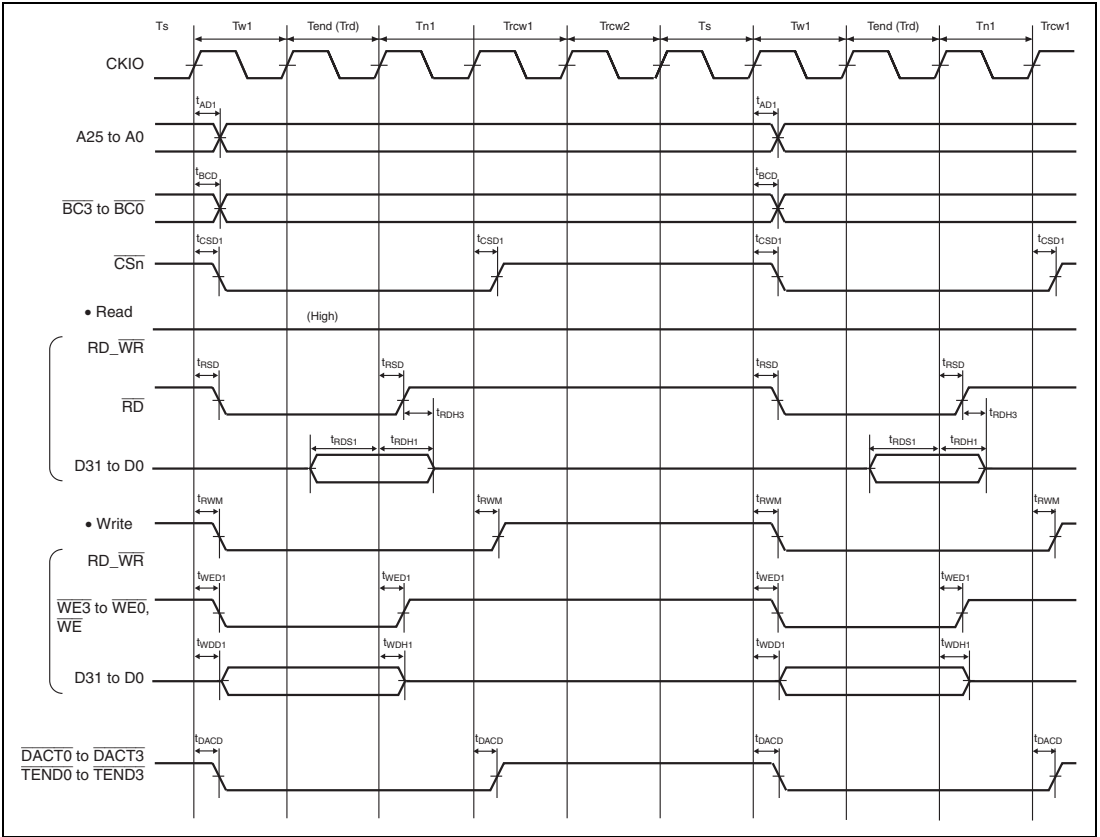 Ts Tw1 Tend (Trd) Tn1 Trcw1 Trcw2 Ts Tw1 Tend (Trd) Tn1 Trcw1
CKIO
tAD1 tAD1
A25 to A0
tBCD tBCD
BC3 to BC0
tCSD1 tCSD1 tCSD1 tCSD1
CSn
• Read (High)
RD_WR
tRSD tRSD tRSD tRSD
RD
tRDH3 tRDH3
tRDS1 tRDH1 tRDS1 tRDH1
D31 to D0
tRWM tRWM tRWM tRWM
• Write
RD_WR
tWED1 tWED1 tWED1 tWED1
WE3 to WE0,
WE
tWDD1 tWDH1 tWDD1 tWDH1
D31 to D0
tDACD tDACD tDACD tDACD
DACT0 to DACT3
TEND0 to TEND3